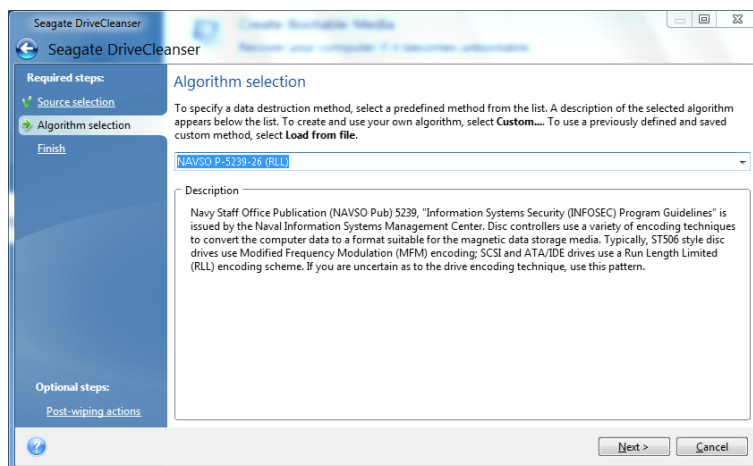 Seagate DriveCleanser
Create Bootable Media
Seagate DriveCleanser
Recover your computer if it becomes unbootable
Required steps:
Source selection
Algorithm selection
Finish
Optional steps:
Post-wiping actions
Algorithm selection
To specify a data destruction method, select a predefined method from the list. A description of the selected algorithm
appears below the list. To create and use your own algorithm, select Custom.... To use a previously defined and saved
custom method, select Load from file.
NAVSO P-5239-26 (RLL)
Description
Navy Staff Office Publication (NAVSO Pub) 5239, "Information Systems Security (INFOSEC) Program Guidelines" is
issued by the Naval Information Systems Management Center. Disc controllers use a variety of encoding techniques
to convert the computer data to a format suitable for the magnetic data storage media. Typically, ST506 style disc
drives use Modified Frequency Modulation (MFM) encoding; SCSI and ATA/IDE drives use a Run Length Limited
(RLL) encoding scheme. If you are uncertain as to the drive encoding technique, use this pattern.
Next >
Cancel